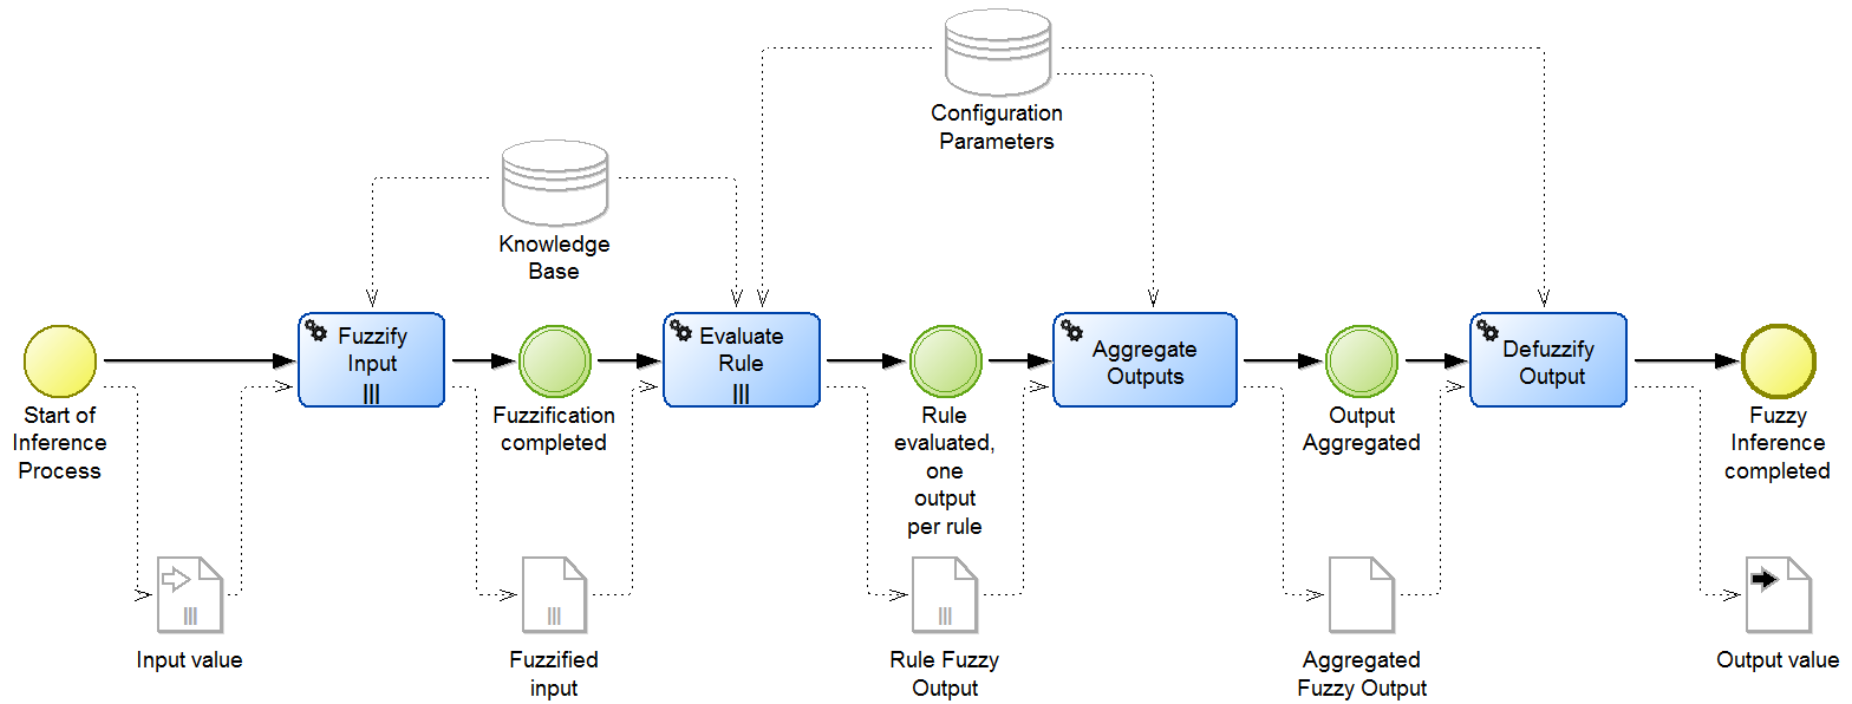 Configuration
Parameters
Knowledge
Base
Fuzzify
Input
Evaluate
Rule
Aggregate
Outputs
Defuzzify
Output
Start of
Inference
Process
Fuzzification
completed
Rule
evaluated,
one
output
per rule
Output
Aggregated
Fuzzy
Inference
completed
Input value
Fuzzified
input
Rule Fuzzy
Output
Aggregated
Fuzzy Output
Output value